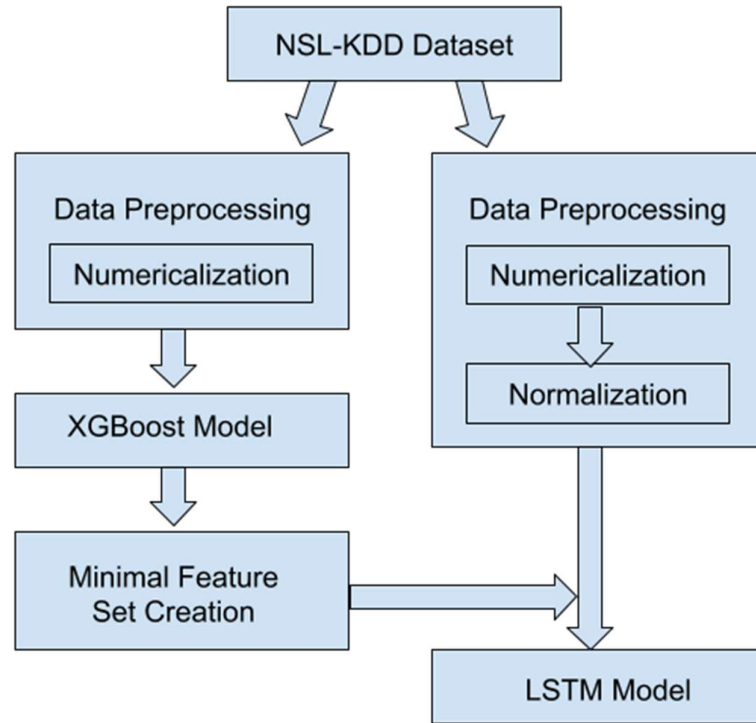 NSL-KDD Dataset
Data Preprocessing
Numericalization
XGBoost Model
Minimal Feature
Set Creation
Data Preprocessing
Numericalization
Normalization
LSTM Model